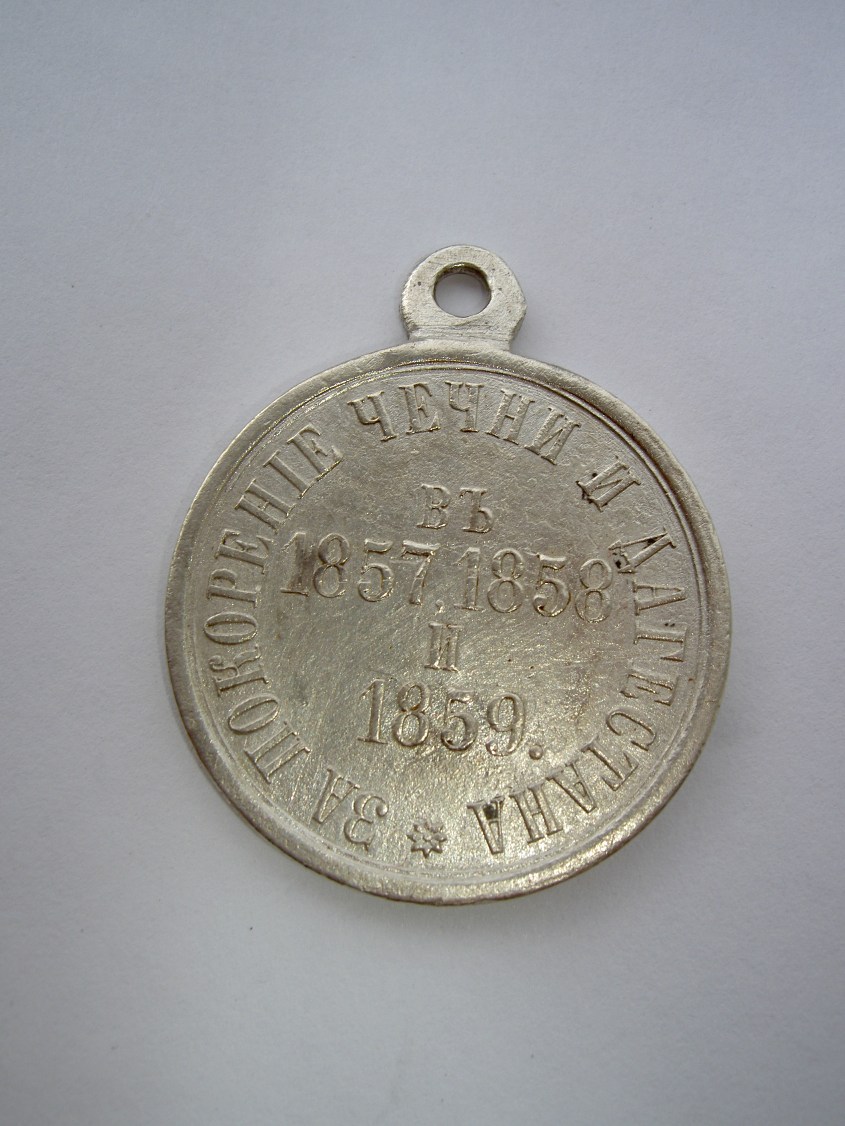 ЗА ПОКОРЕНІЕ ЧЕЧНИ И ДАГЕСТАНА
ВЪ
1857, 1858
И
1859.